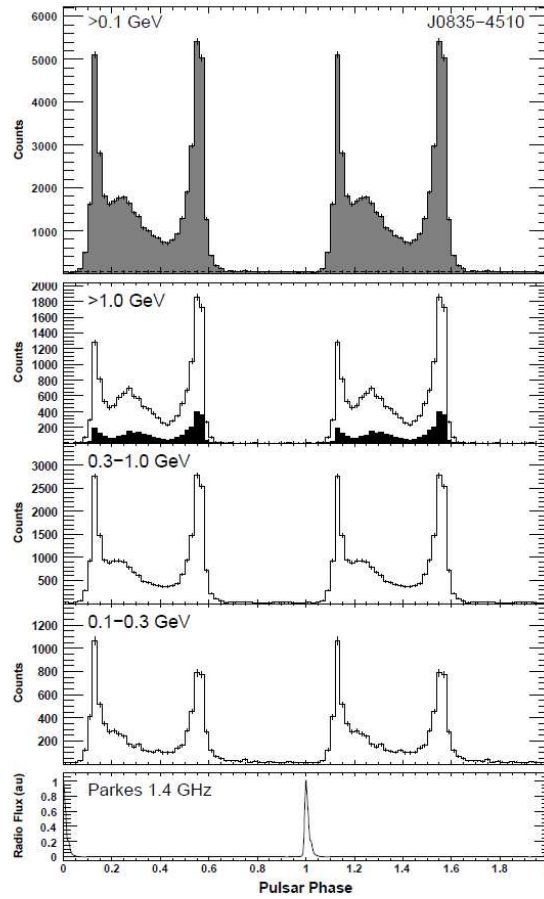 >0.1 GeV J0835−4510
6000
5000
4000
3000
2000
1000
Counts
>1.0 GeV
2000
1800
1600
1400
1200
1000
800
600
400
200
Counts
0.3−1.0 GeV
3000
2500
2000
1500
1000
500
Counts
0.1−0.3 GeV
1200
1000
800
600
400
200
Counts
Parkes 1.4 GHz
1
0.8
0.6
0.4
0.2
0
Radio Flux (au)
0 0.2 0.4 0.6 0.8 1 1.2 1.4 1.6 1.8
Pulsar Phase